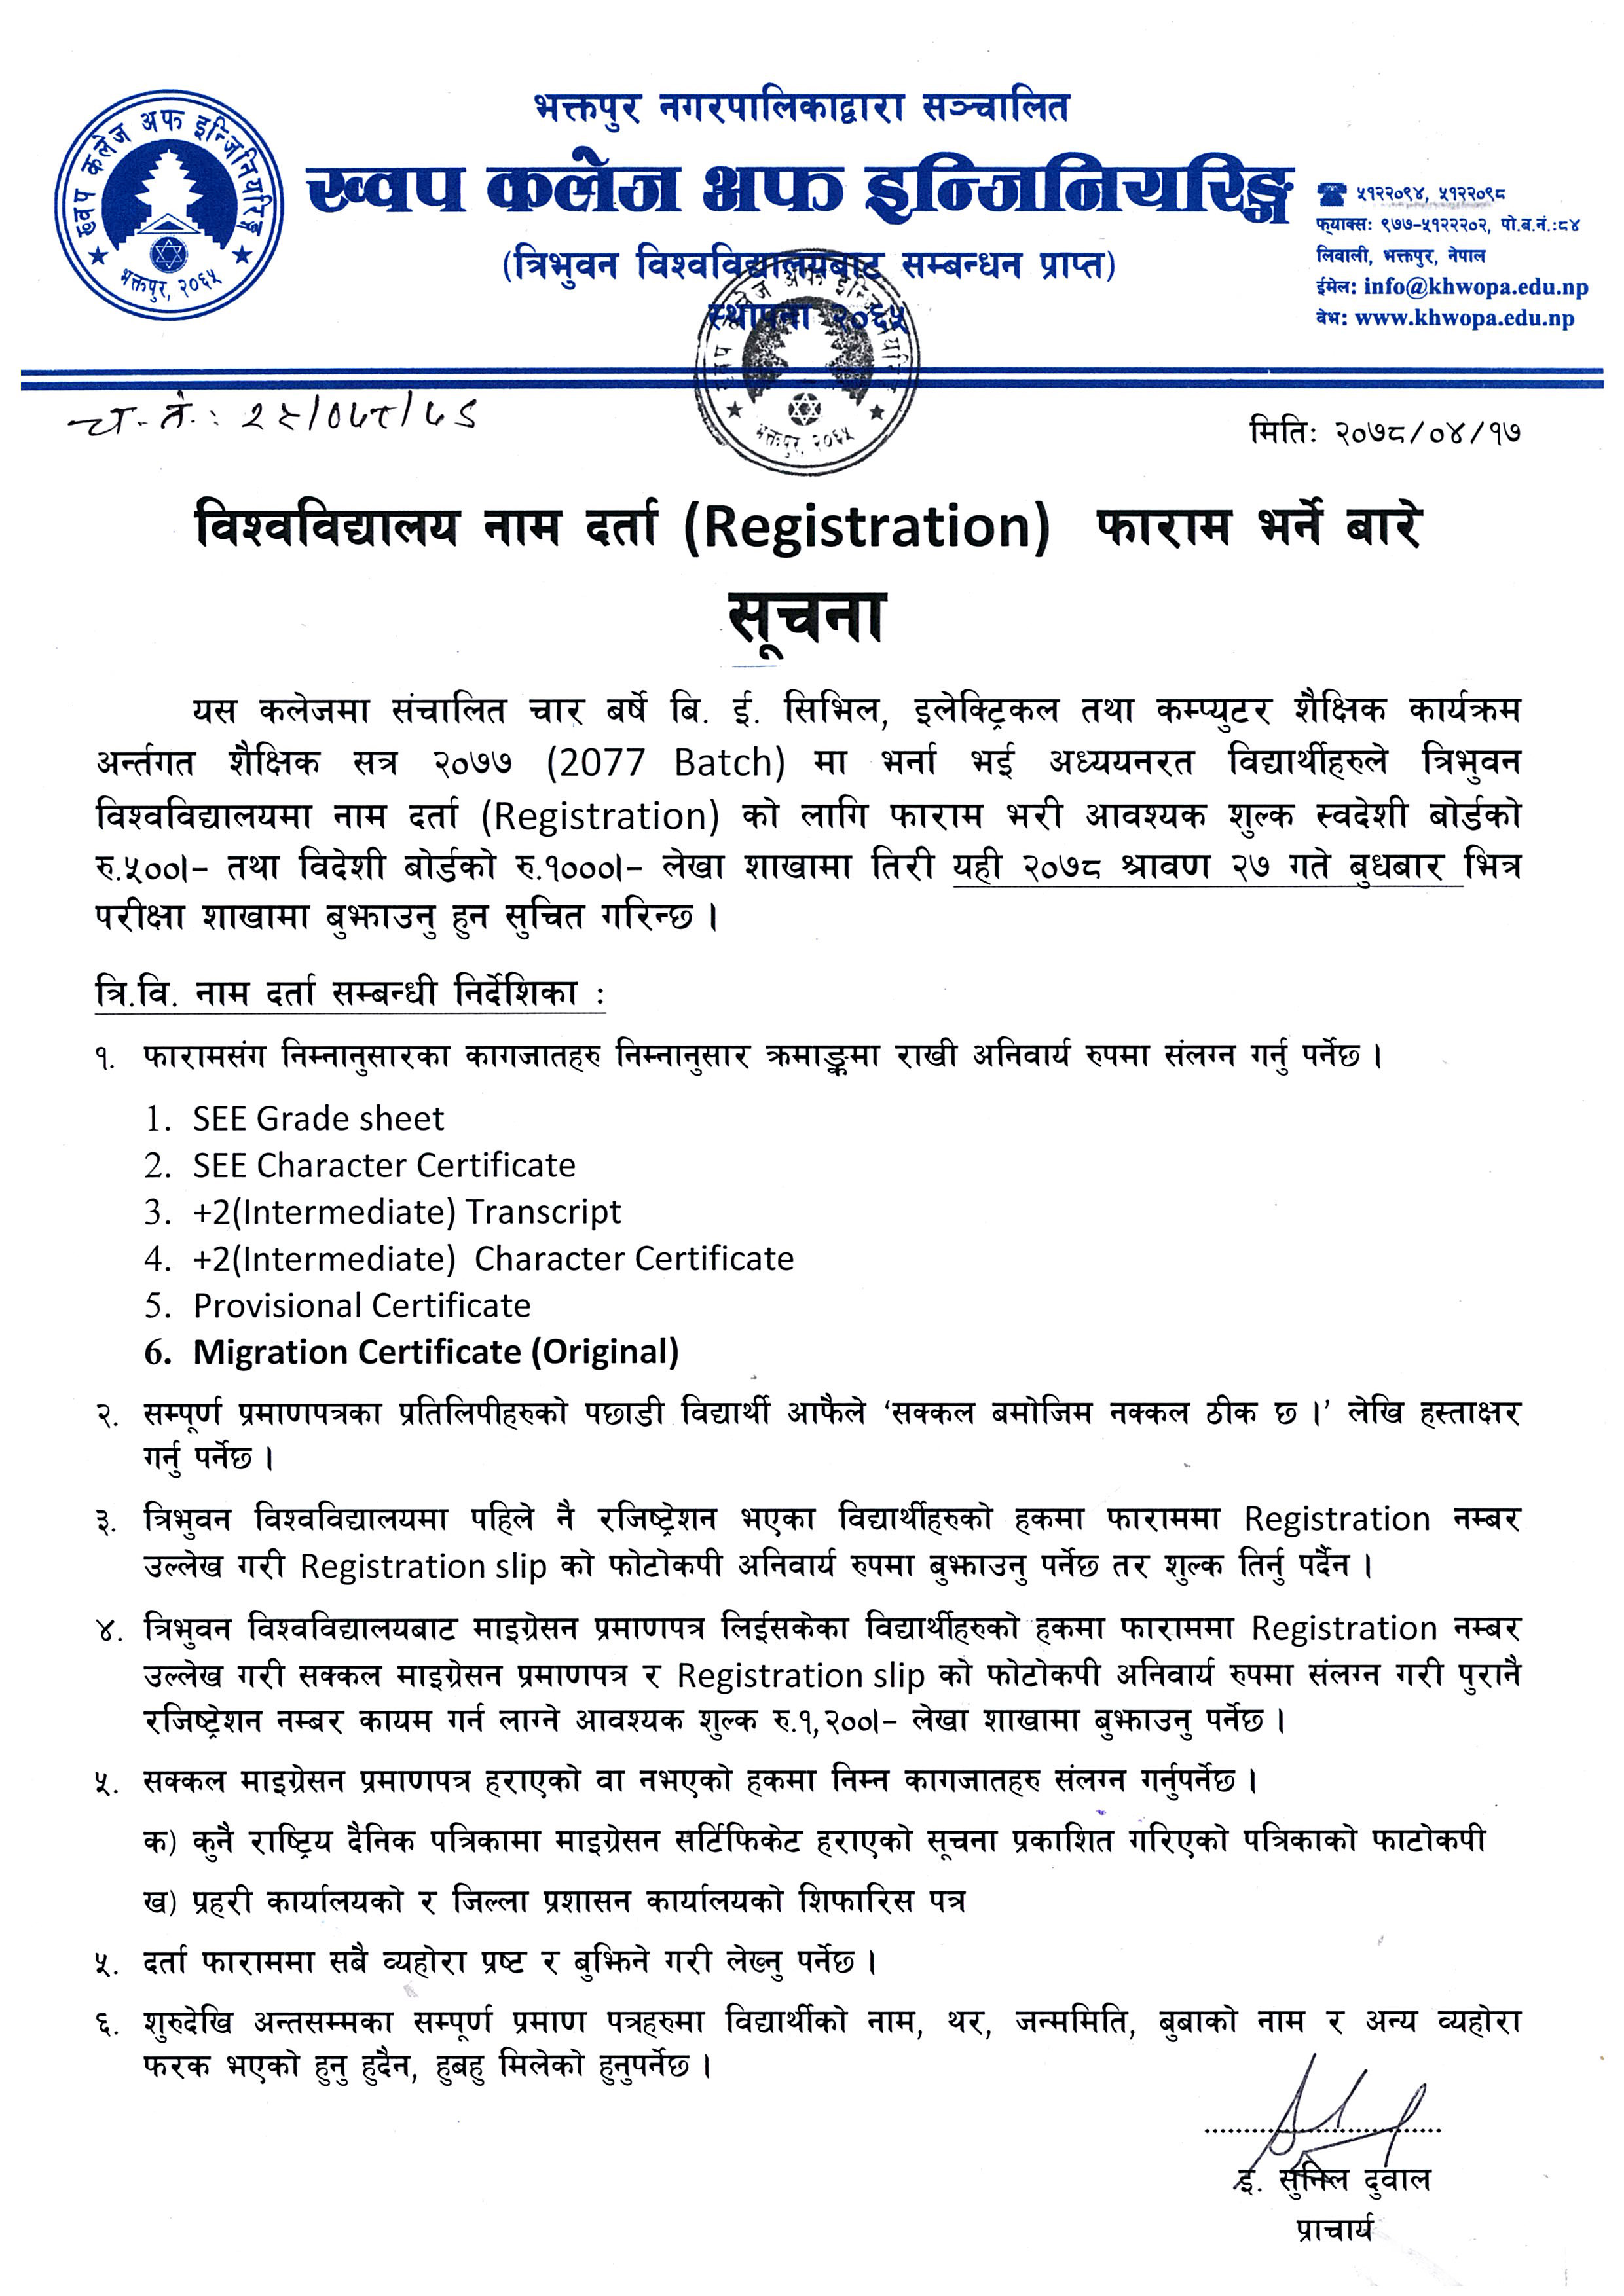 भक्तपुर नगरपालिकाद्वारा सञ्चालित
ख्वप कलेज अफ इन्जिनियरिङ्ग
(त्रिभुवन विश्वविद्यालयबाट सम्बन्धन प्राप्त)
स्थापना २०६५
ख्वप कलेज अफ इन्जिनियरिङ्ग
भक्तपुर, २०६५
५१२२०९४, ५१२२०९८
फ्याक्स: ९७७-५१२२२०२, पो.ब.नं.:८४
लिवाली, भक्तपुर, नेपाल
ईमेल: info@khwopa.edu.np
वेभ: www.khwopa.edu.np
भक्तपुर, २०६५
च.नं.:
मिति: २०७८/०४/१७
विश्वविद्यालय नाम दर्ता (Registration) फाराम भर्ने बारे
सूचना
यस कलेजमा संचालित चार बर्षे बि. ई. सिभिल, इलेक्ट्रिकल तथा कम्प्युटर शैक्षिक कार्यक्रम
अर्न्तगत शैक्षिक सत्र २०७७ (2077 Batch) मा भर्ना भई अध्ययनरत विद्यार्थीहरुले त्रिभुवन
विश्वविद्यालयमा नाम दर्ता (Registration) को लागि फाराम भरी आवश्यक शुल्क स्वदेशी बोर्डको
रु.५००।– तथा विदेशी बोर्डको रु.१०००।– लेखा शाखामा तिरी यही २०७८ श्रावण २७ गते बुधबार भित्र
परीक्षा शाखामा बुझाउनु हुन सुचित गरिन्छ ।
त्रि.वि. नाम दर्ता सम्बन्धी निर्देशिका :
१. फारामसंग निम्नानुसारका कागजातहरु निम्नानुसार क्रमाङ्कमा राखी अनिवार्य रुपमा संलग्न गर्नु पर्नेछ ।
1. SEE Grade sheet
2. SEE Character Certificate
3. +2(Intermediate) Transcript
4. +2(Intermediate) Character Certificate
5. Provisional Certificate
6. Migration Certificate (Original)
२. सम्पूर्ण प्रमाणपत्रका प्रतिलिपीहरुको पछाडी विद्यार्थी आफैले ‘सक्कल बमोजिम नक्कल ठीक छ ।’ लेखि हस्ताक्षर
गर्नु पर्नेछ ।
३. त्रिभुवन विश्वविद्यालयमा पहिले नै रजिष्ट्रेशन भएका विद्यार्थीहरुको हकमा फाराममा Registration नम्बर
उल्लेख गरी Registration slip को फोटोकपी अनिवार्य रुपमा बुझाउनु पर्नेछ तर शुल्क तिर्नु पर्दैन ।
४. त्रिभुवन विश्वविद्यालयबाट माइग्रेसन प्रमाणपत्र लिईसकेका विद्यार्थीहरुको हकमा फाराममा Registration नम्बर
उल्लेख गरी सक्कल माइग्रेसन प्रमाणपत्र र Registration slip को फोटोकपी अनिवार्य रुपमा संलग्न गरी पुरानै
रजिष्ट्रेशन नम्बर कायम गर्न लाग्ने आवश्यक शुल्क रु.१,२००।– लेखा शाखामा बुझाउनु पर्नेछ ।
५. सक्कल माइग्रेसन प्रमाणपत्र हराएको वा नभएको हकमा निम्न कागजातहरु संलग्न गर्नुपर्नेछ ।
क) कुनै राष्ट्रिय दैनिक पत्रिकामा माइग्रेसन सर्टिफिकेट हराएको सूचना प्रकाशित गरिएको पत्रिकाको फाटोकपी
ख) प्रहरी कार्यालयको र जिल्ला प्रशासन कार्यालयको शिफारिस पत्र
५. दर्ता फाराममा सबै व्यहोरा प्रष्ट र बुझिने गरी लेख्नु पर्नेछ ।
६. शुरुदेखि अन्तसम्मका सम्पूर्ण प्रमाण पत्रहरुमा विद्यार्थीको नाम, थर, जन्ममिति, बुबाको नाम र अन्य व्यहोरा
फरक भएको हुनु हुदैन, हुबहु मिलेको हुनुपर्नेछ ।
इ. सुनिल दुवाल
प्राचार्य